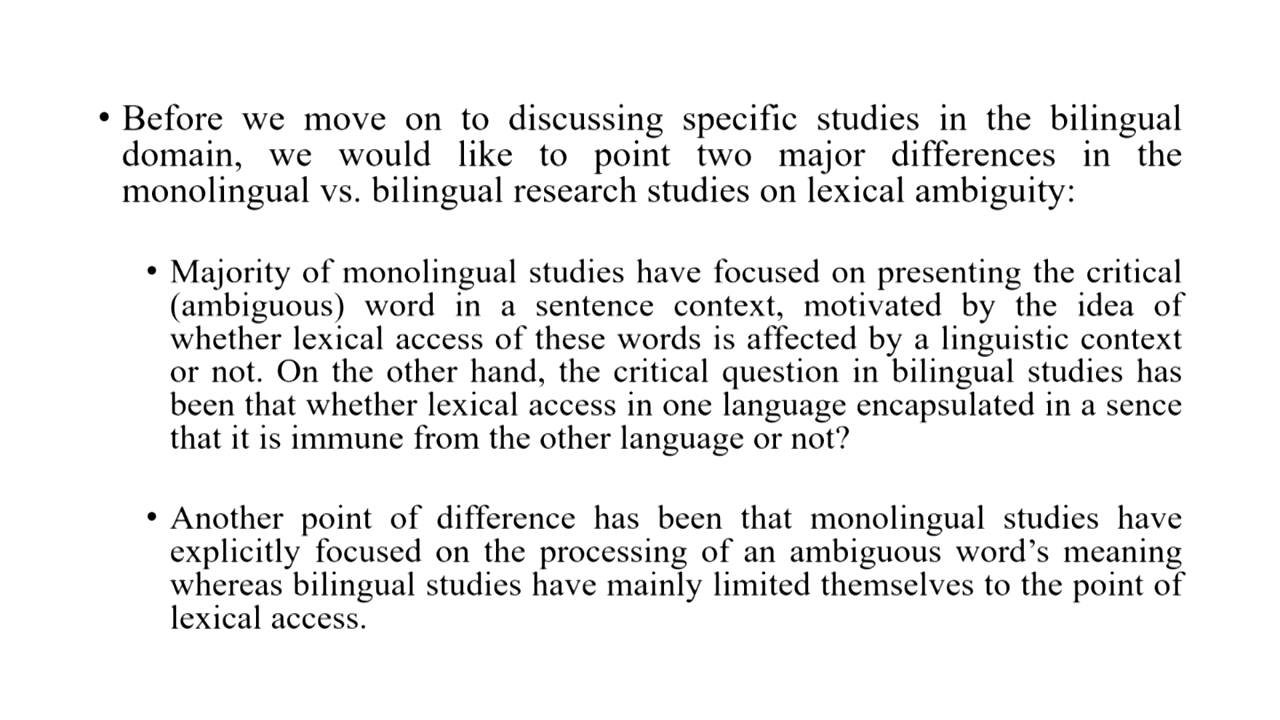 • Before we move on to discussing specific studies in the bilingual
domain, we would like to point two major differences in the
monolingual vs. bilingual research studies on lexical ambiguity:
• Majority of monolingual studies have focused on presenting the critical
(ambiguous) word in a sentence context, motivated by the idea of
whether lexical access of these words is affected by a linguistic context
or not. On the other hand, the critical question in bilingual studies has
been that whether lexical access in one language encapsulated in a sence
that it is immune from the other language or not?
• Another point of difference has been that monolingual studies have
explicitly focused on the processing of an ambiguous word’s meaning
whereas bilingual studies have mainly limited themselves to the point of
lexical access.